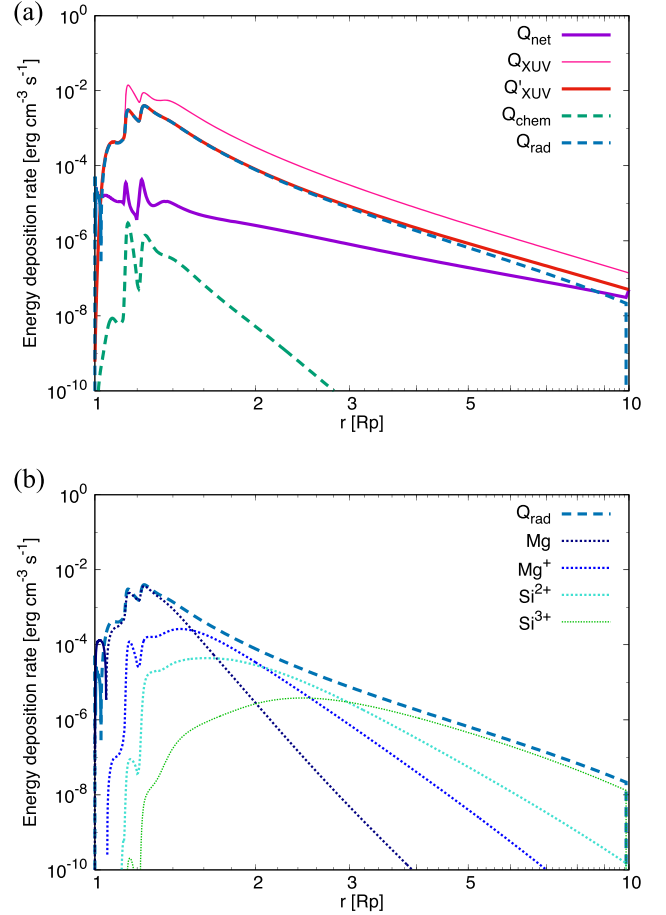 (a)
10^0
10^-2
10^-4
10^-6
10^-8
10^-10
Energy deposition rate [erg cm^-3 s^-1]
Q_net
Q_XUV
Q'_XUV
Q_chem
Q_rad
1 2 3 5 10
r [Rp]
(b)
10^0
10^-2
10^-4
10^-6
10^-8
10^-10
Energy deposition rate [erg cm^-3 s^-1]
Q_rad
Mg
Mg^+
Si^2+
Si^3+
1 2 3 5 10
r [Rp]